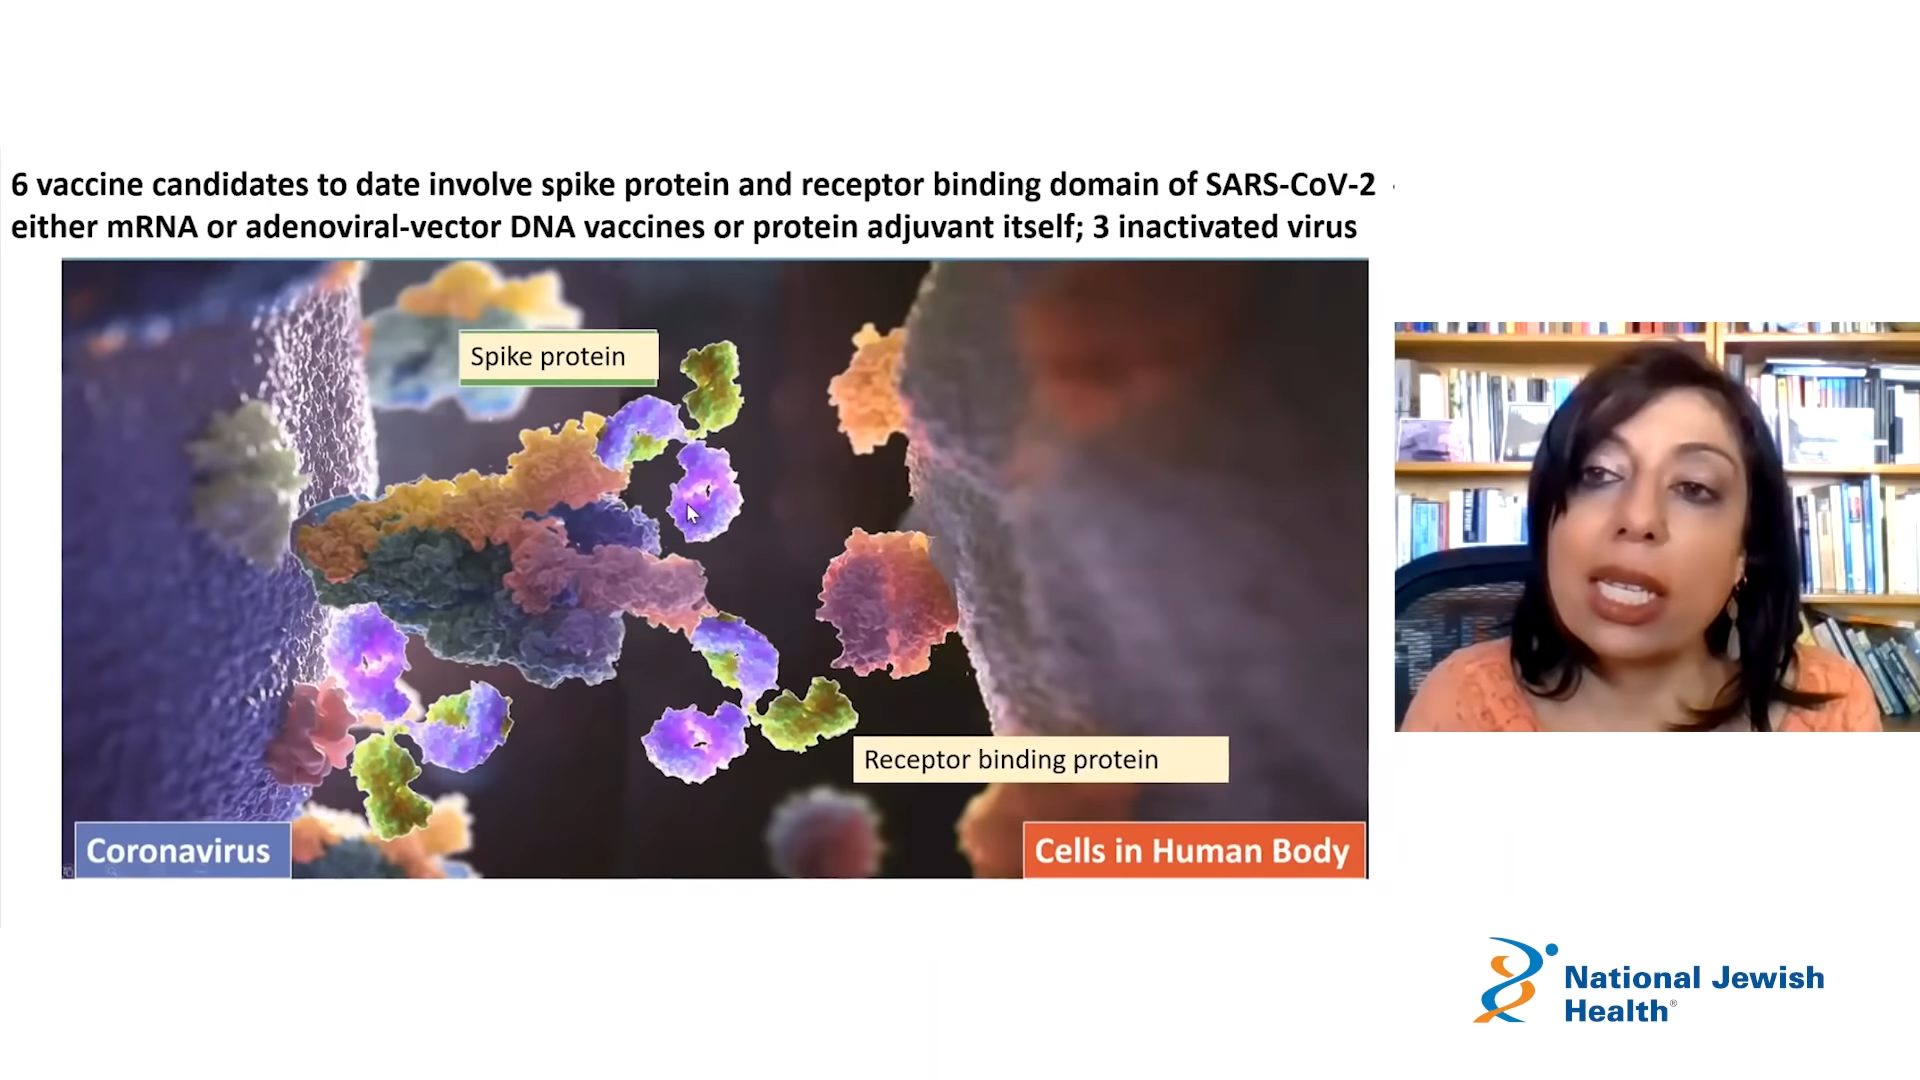 6 vaccine candidates to date involve spike protein and receptor binding domain of SARS-CoV-2 -
either mRNA or adenoviral-vector DNA vaccines or protein adjuvant itself; 3 inactivated virus
Spike protein
Receptor binding protein
Coronavirus
Cells in Human Body
National Jewish
Health®